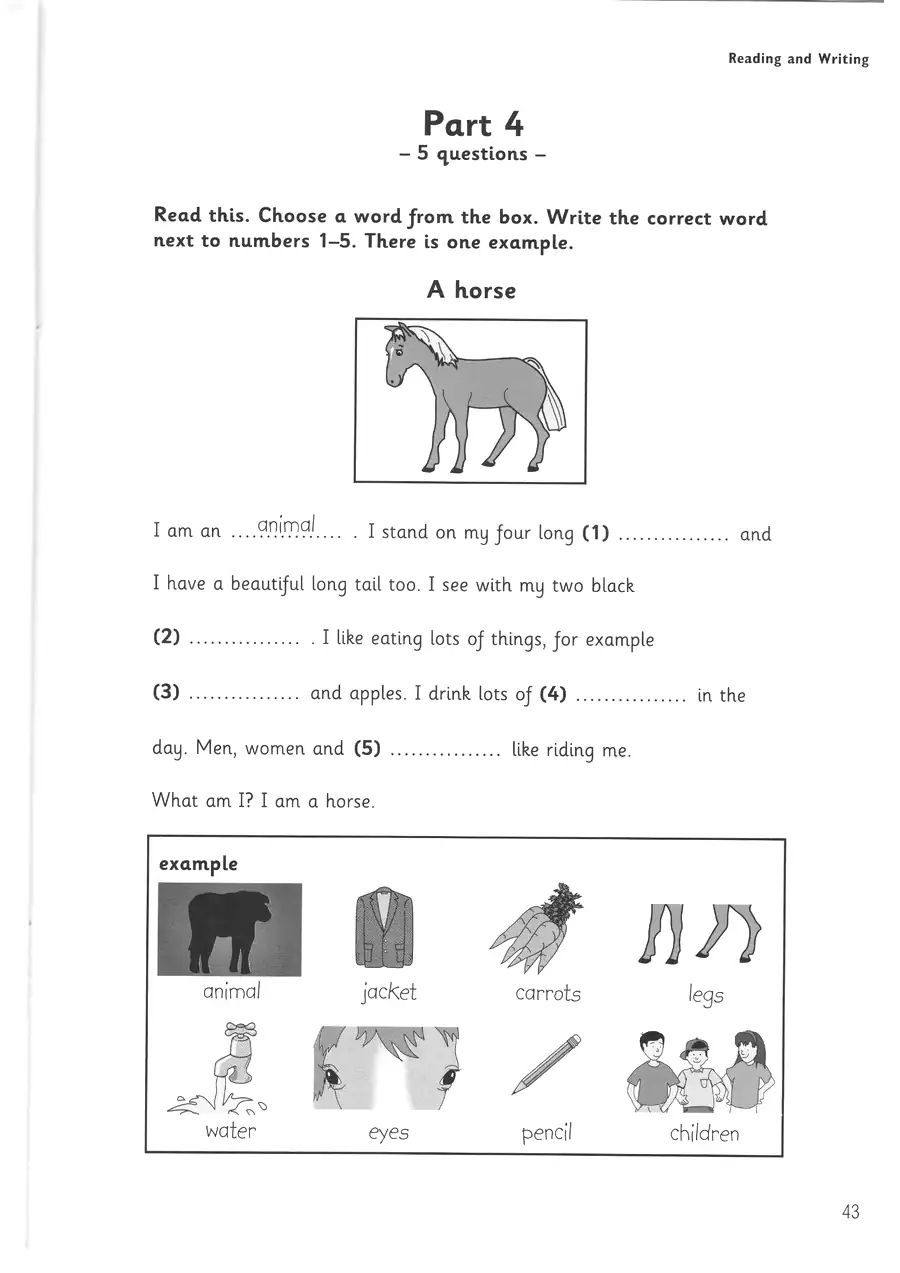 Reading and Writing
Part 4
– 5 questions –
Read this. Choose a word from the box. Write the correct word
next to numbers 1–5. There is one example.
A horse
I am an ....animal.... . I stand on my four long (1) ................ and
I have a beautiful long tail too. I see with my two black
(2) ................ . I like eating lots of things, for example
(3) ................ and apples. I drink lots of (4) ................ in the
day. Men, women and (5) ................ like riding me.
What am I? I am a horse.
example
animal jacket carrots legs
water eyes pencil children
43